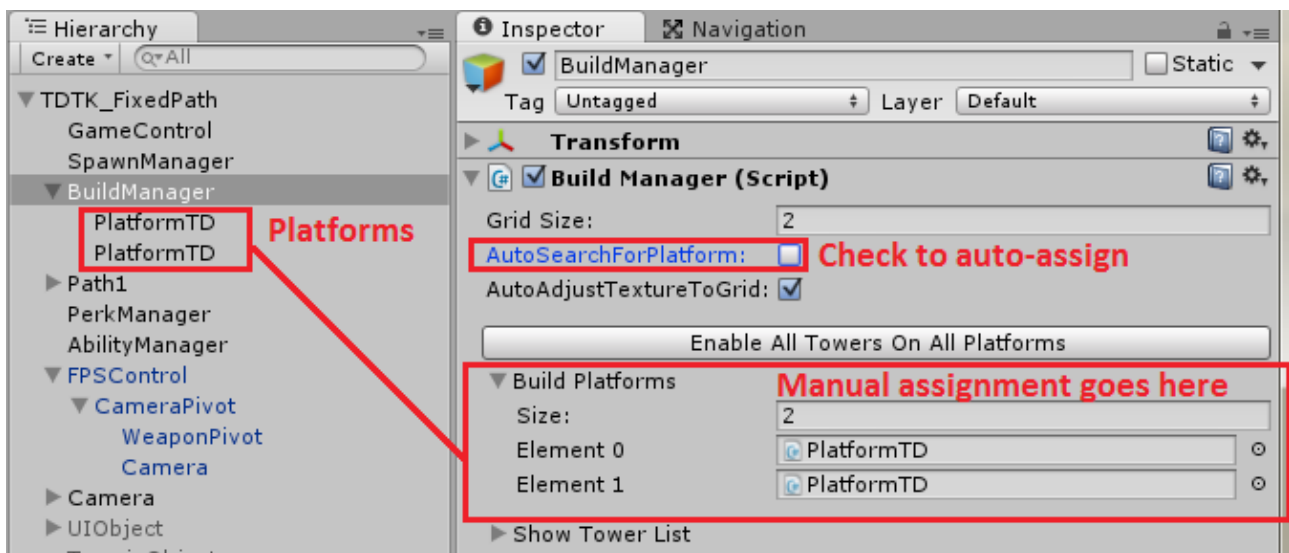 Hierarchy
Create
All
TDTK_FixedPath
GameControl
SpawnManager
BuildManager
PlatformTD
PlatformTD
Platforms
Path1
PerkManager
AbilityManager
FPSControl
CameraPivot
WeaponPivot
Camera
Camera
UIObject
Inspector Navigation
BuildManager Static
Tag Untagged Layer Default
Transform
Build Manager (Script)
Grid Size: 2
AutoSearchForPlatform: Check to auto-assign
AutoAdjustTextureToGrid:
Enable All Towers On All Platforms
Build Platforms Manual assignment goes here
Size: 2
Element 0 PlatformTD
Element 1 PlatformTD
Show Tower List